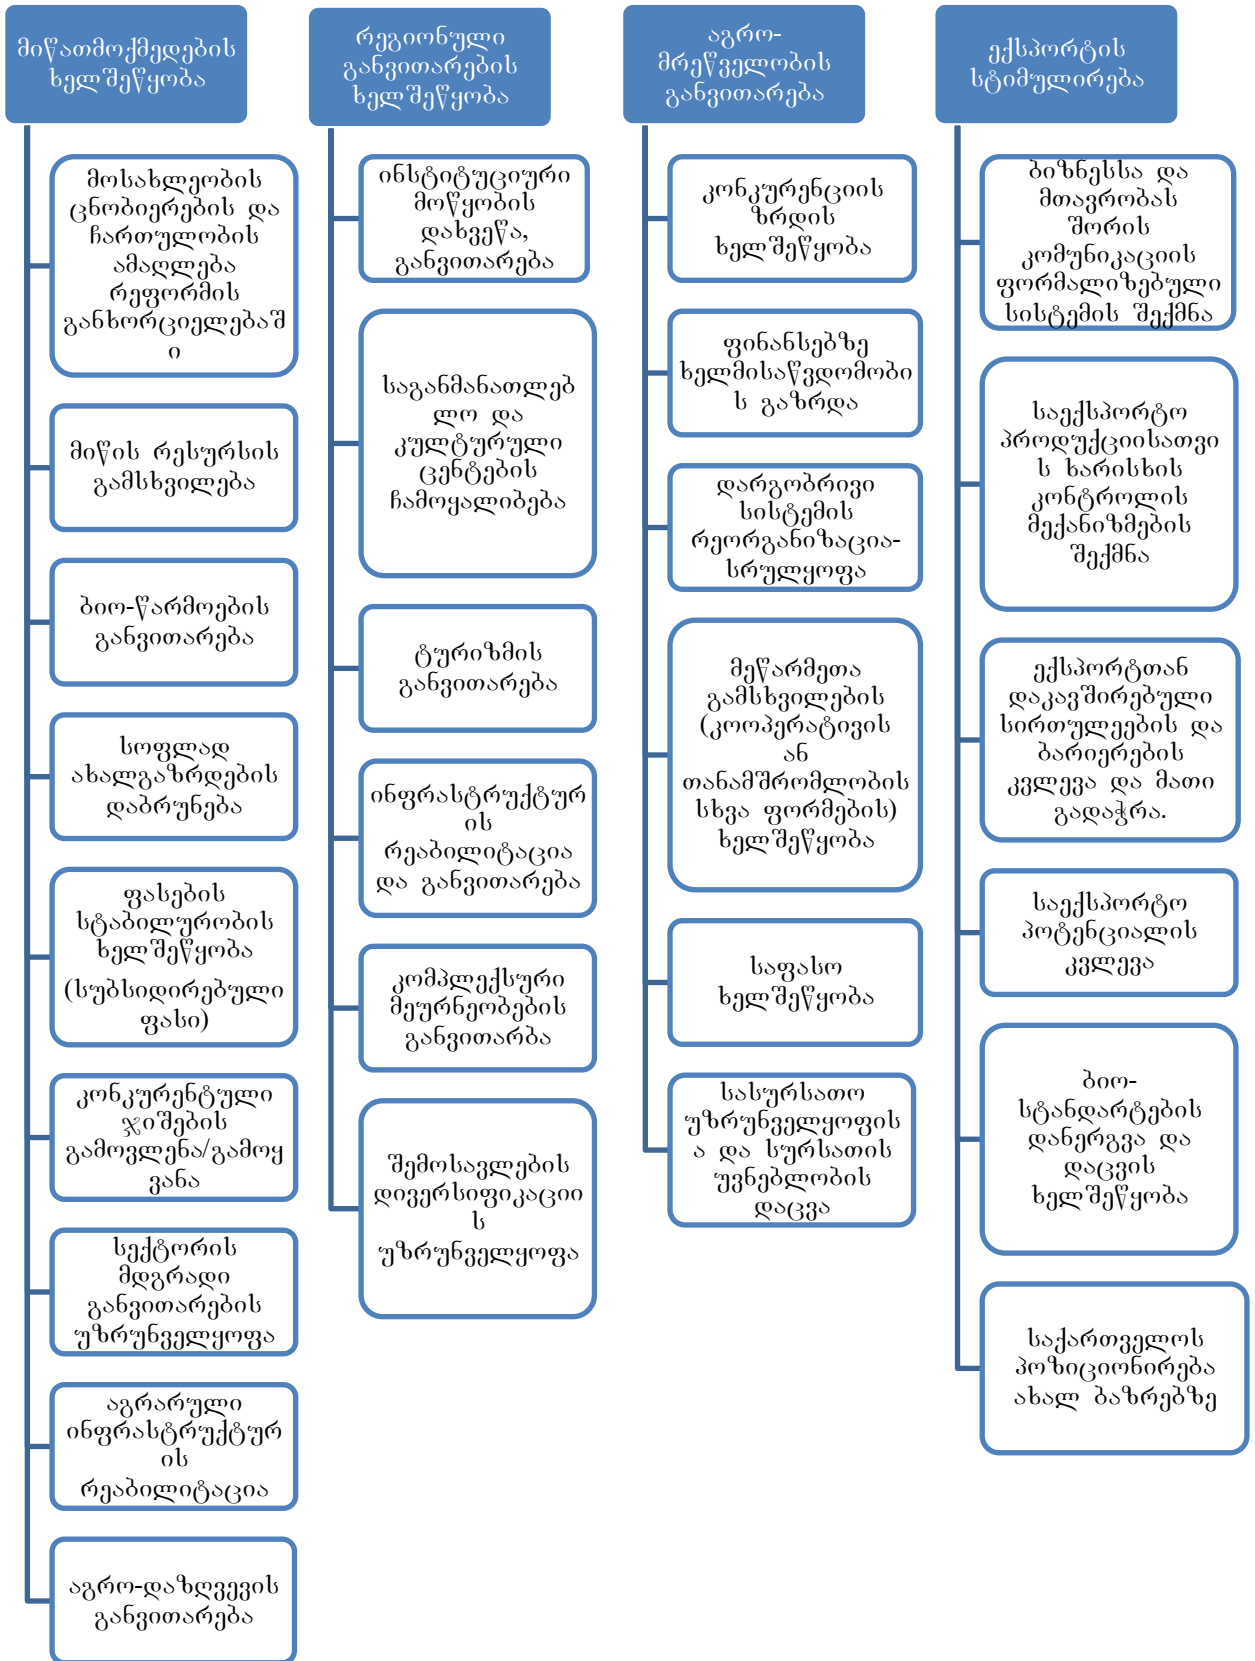 მიწათმოქმედების
ხელშეწყობა
მოსახლეობის
ცნობიერების და
ჩართულობის
ამაღლება
რეფორმის
განხორციელებაშ
ი
მიწის რესურსის
გამსხვილება
ბიო-წარმოების
განვითარება
სოფლად
ახალგაზრდების
დაბრუნება
ფასების
სტაბილურობის
ხელშეწყობა
(სუბსიდირებული
ფასი)
კონკურენტული
ჯიშების
გამოვლენა/გამოყ
ვანა
სექტორის
მდგრადი
განვითარების
უზრუნველყოფა
აგრარული
ინფრასტრუქტურ
ის
რეაბილიტაცია
აგრო-დაზღვევის
განვითარება
რეგიონული
განვითარების
ხელშეწყობა
ინსტიტუციური
მოწყობის
დახვეწა,
განვითარება
საგანმანათლებ
ლო და
კულტურული
ცენტების
ჩამოყალიბება
ტურიზმის
განვითარება
ინფრასტრუქტურ
ის
რეაბილიტაცია
და განვითარება
კომპლექსური
მეურნეობების
განვითარბა
შემოსავლების
დივერსიფიკაციი
ს
უზრუნველყოფა
აგრო-
მრეწველობის
განვითარება
კონკურენციის
ზრდის
ხელშეწყობა
ფინანსებზე
ხელმისაწვდომობი
ს გაზრდა
დარგობრივი
სისტემის
რეორგანიზაცია-
სრულყოფა
მეწარმეთა
გამსხვილების
(კოოპერატივის
ან
თანამშრომლობის
სხვა ფორმების)
ხელშეწყობა
საფასო
ხელშეწყობა
სასურსათო
უზრუნველყოფის
ა და სურსათის
უვნებლობის
დაცვა
ექსპორტის
სტიმულირება
ბიზნესსა და
მთავრობას
შორის
კომუნიკაციის
ფორმალიზებული
სისტემის შექმნა
საექსპორტო
პროდუქციისათვი
ს ხარისხის
კონტროლის
მექანიზმების
შექმნა
ექსპორტთან
დაკავშირებული
სირთულეების და
ბარიერების
კვლევა და მათი
გადაჭრა.
საექსპორტო
პოტენციალის
კვლევა
ბიო-
სტანდარტების
დანერგვა და
დაცვის
ხელშეწყობა
საქართველოს
პოზიციონირება
ახალ ბაზრებზე